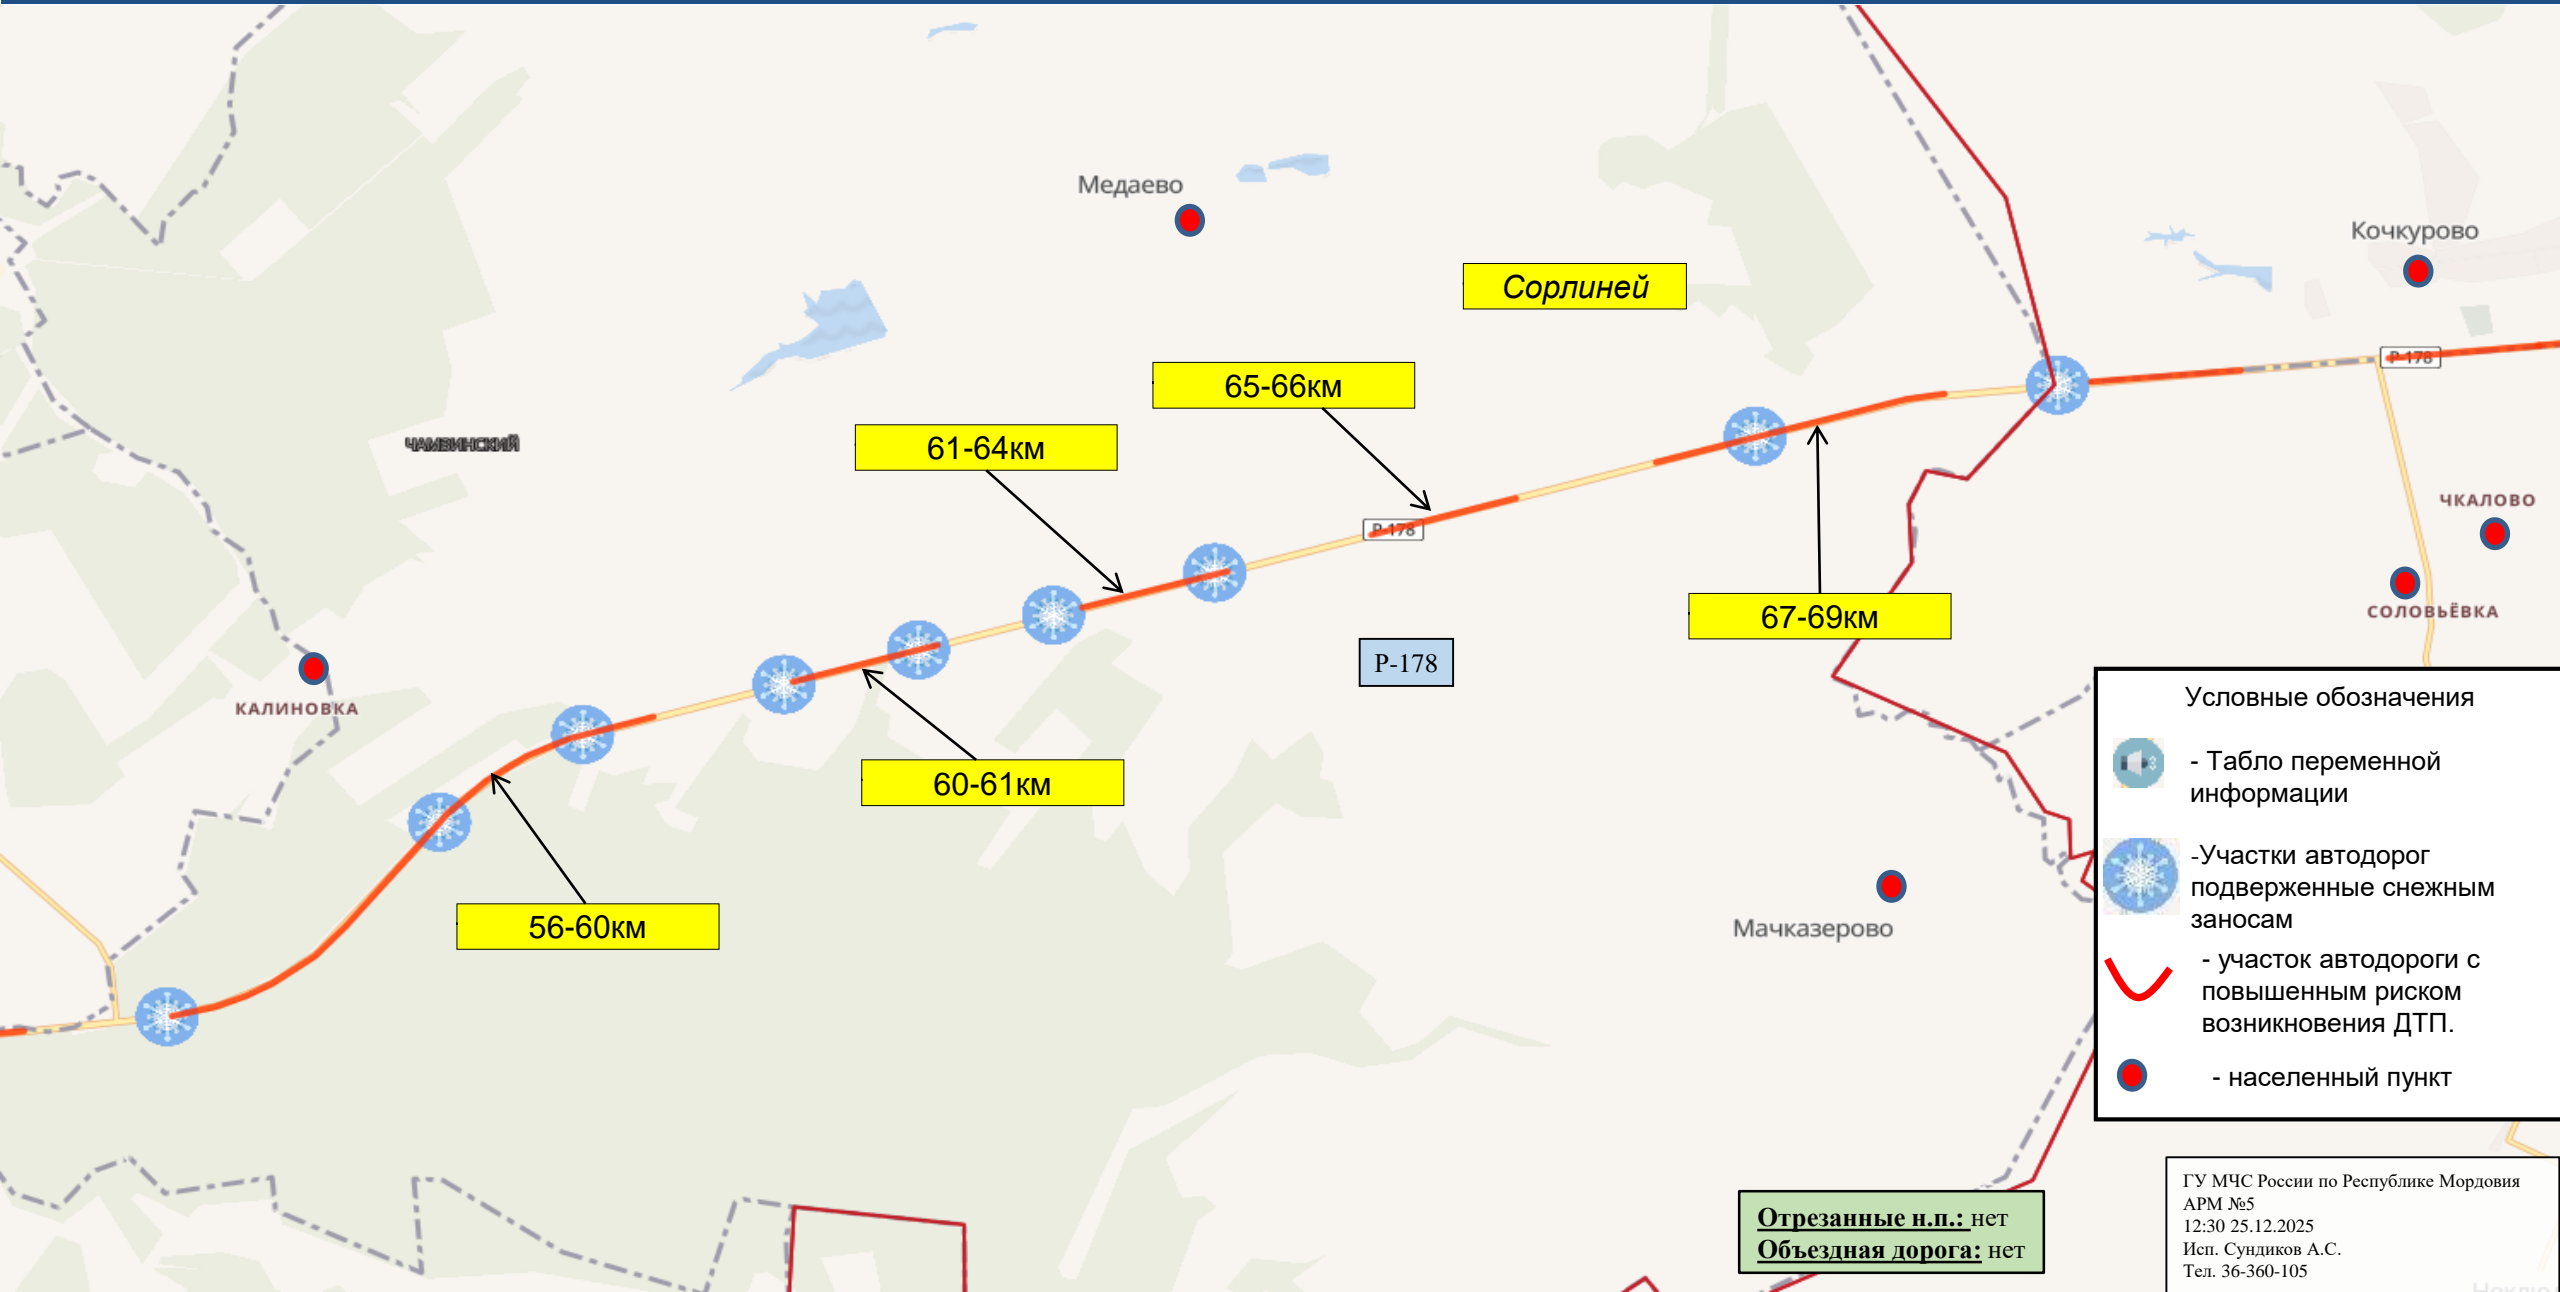 Медаево
Кочкурово
Сорлиней
Р-178
65-66км
61-64км
ЧАМЗИНСКИЙ
ЧКАЛОВО
Р-178
СОЛОВЬЁВКА
67-69км
Р-178
КАЛИНОВКА
60-61км
56-60км
Мачказерово
Условные обозначения
- Табло переменной
информации
-Участки автодорог
подверженные снежным
заносам
- участок автодороги с
повышенным риском
возникновения ДТП.
- населенный пункт
Отрезанные н.п.: нет
Объездная дорога: нет
ГУ МЧС России по Республике Мордовия
АРМ №5
12:30 25.12.2025
Исп. Сундиков А.С.
Тел. 36-360-105